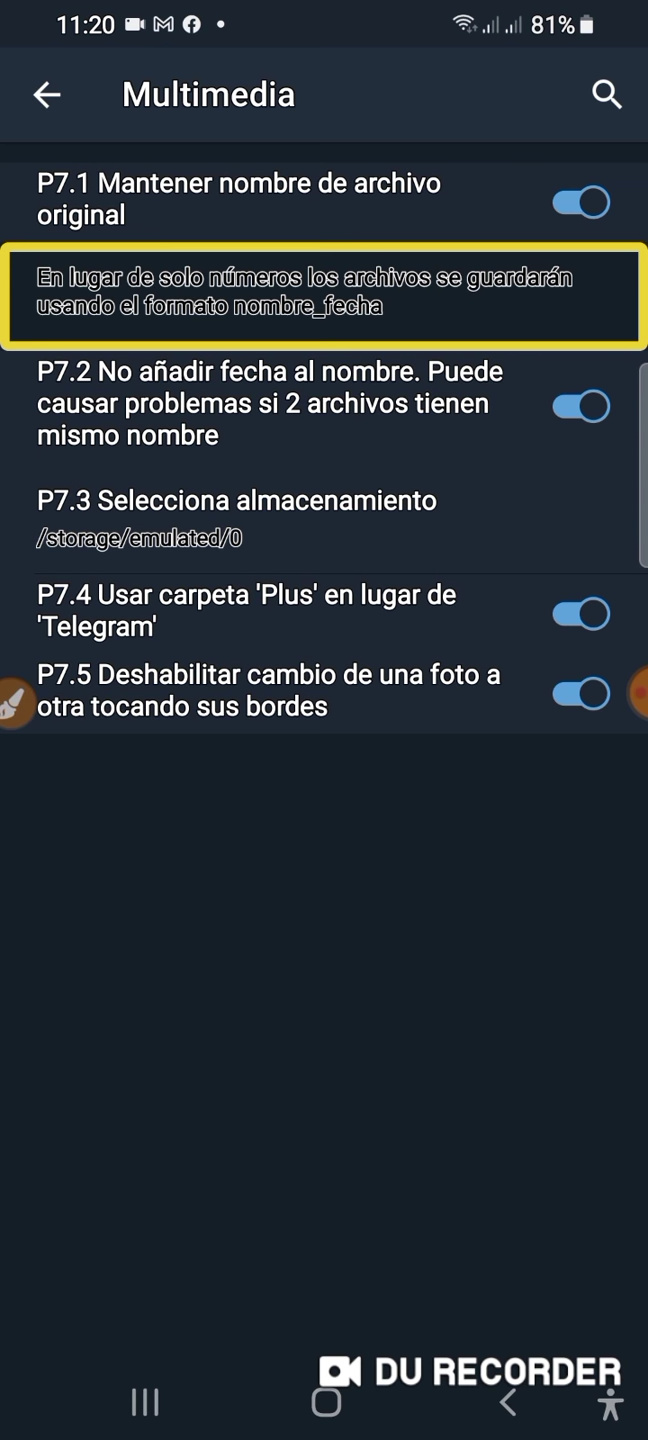 11:20
81%
Multimedia
P7.1 Mantener nombre de archivo
original
En lugar de solo números los archivos se guardarán
usando el formato nombre_fecha
P7.2 No añadir fecha al nombre. Puede
causar problemas si 2 archivos tienen
mismo nombre
P7.3 Selecciona almacenamiento
/storage/emulated/0
P7.4 Usar carpeta 'Plus' en lugar de
'Telegram'
P7.5 Deshabilitar cambio de una foto a
otra tocando sus bordes
DU RECORDER